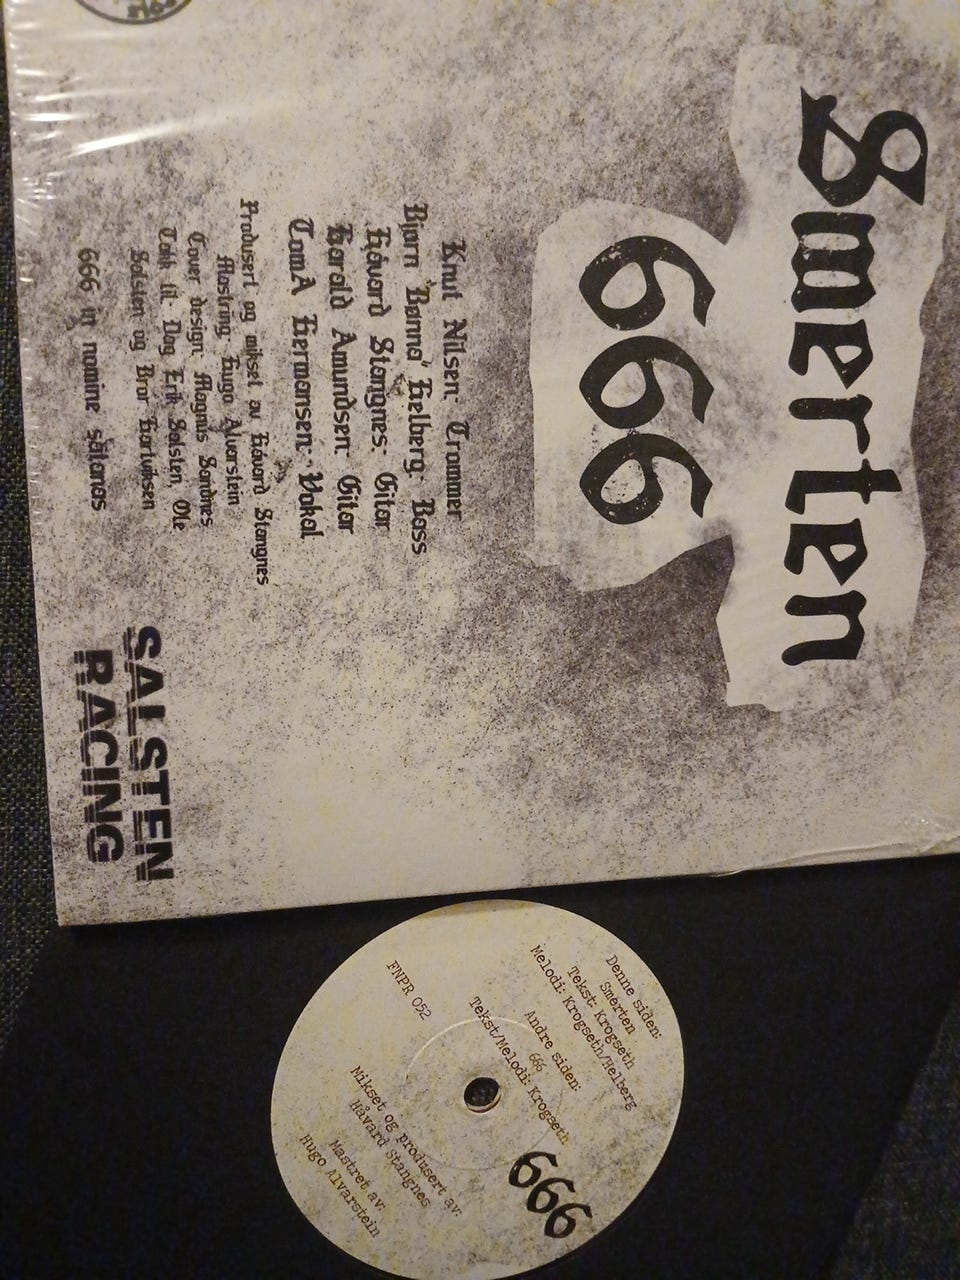 Smerten
666
Knut Nilsen: Trommer
Bjørn 'Bønna' Helberg: Bass
Håvard Stangnes: Gitar
Harald Amundsen: Gitar
TomA Hermansen: Vokal
Produsert og mikset av Håvard Stangnes
Mastring: Hugo Alvarstein
Cover design: Magnus Sandnes
Takk til: Dag Erik Salsten, Ole
Salsten og 'Bror' Hartviksen
666 in nomine satanas
SALSTEN
RACING
Denne siden:
Smerten
Tekst: Krogseth
Melodi: Krogseth/Helberg
Andre siden:
666
Tekst/Melodi: Krogseth
666
FNPR 052
Mikset og produsert av:
Håvard Stangnes
Mastret av:
Hugo Alvarstein